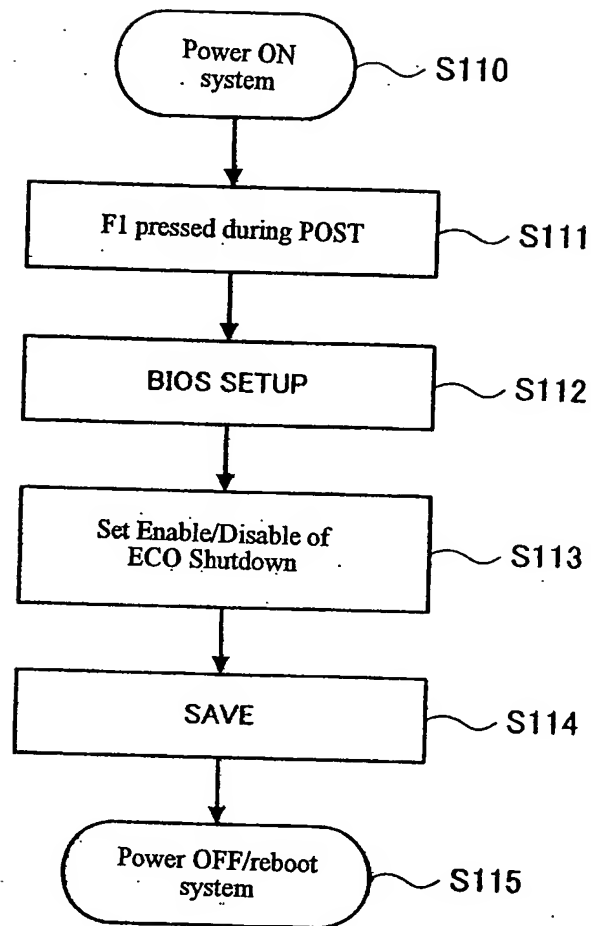 Power ON
system
S110
F1 pressed during POST
S111
BIOS SETUP
S112
Set Enable/Disable of
ECO Shutdown
S113
SAVE
S114
Power OFF/reboot
system
S115